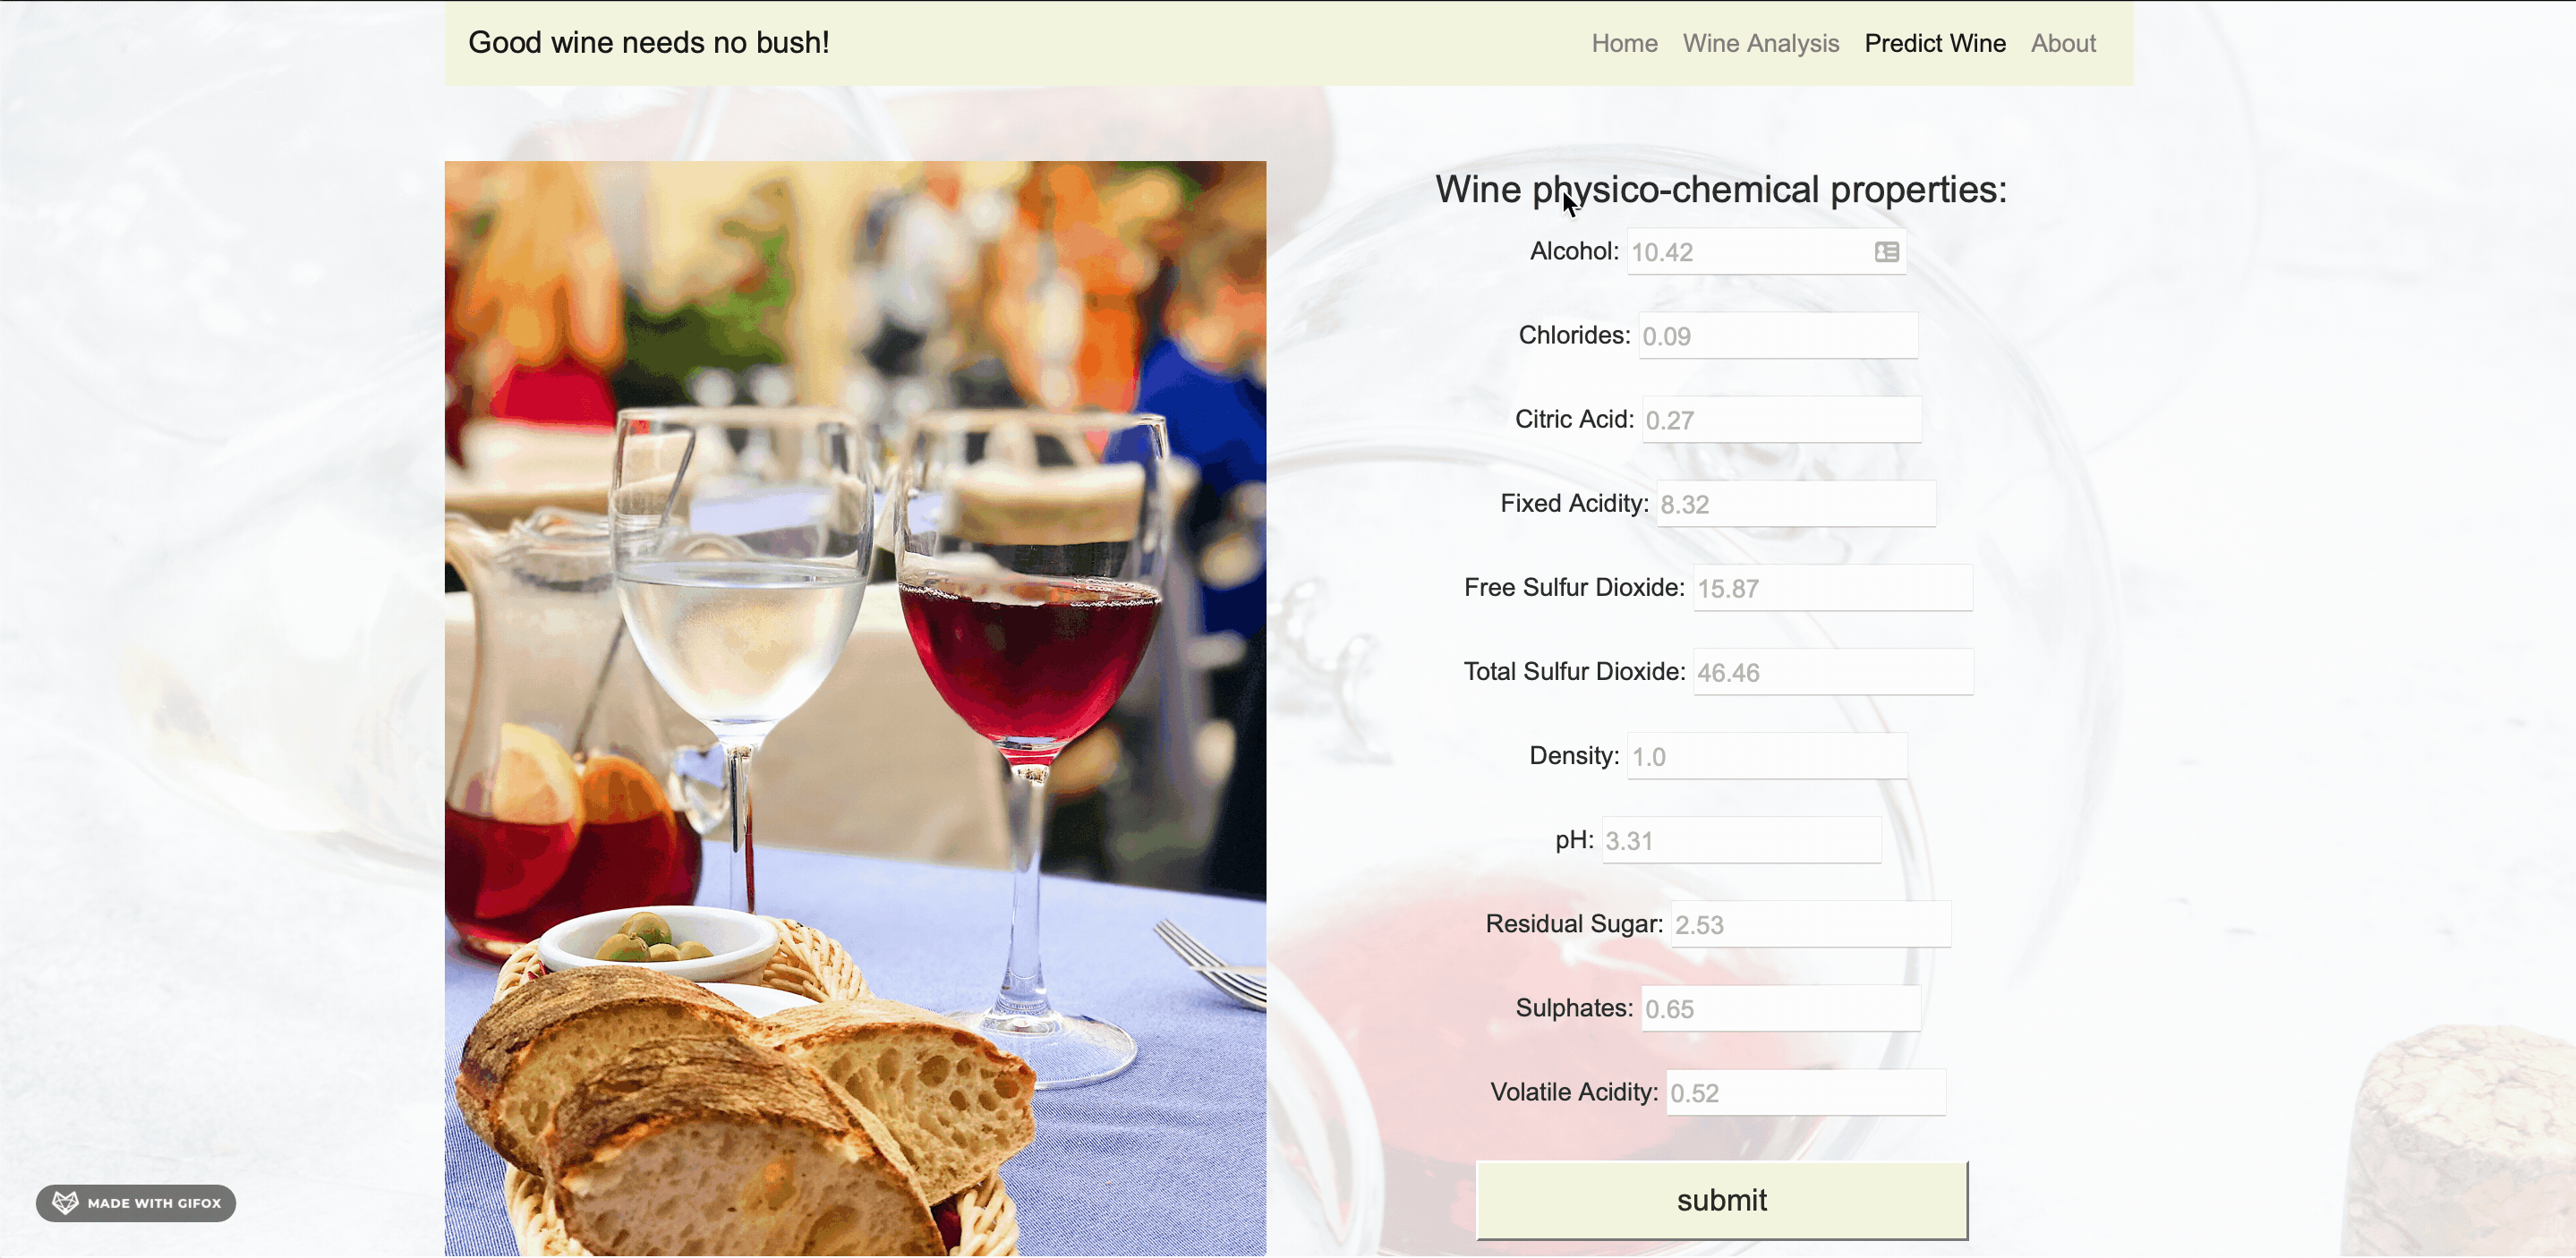 Good wine needs no bush!
Home Wine Analysis Predict Wine About
Wine physico-chemical properties:
Alcohol: 10.42
Chlorides: 0.09
Citric Acid: 0.27
Fixed Acidity: 8.32
Free Sulfur Dioxide: 15.87
Total Sulfur Dioxide: 46.46
Density: 1.0
pH: 3.31
Residual Sugar: 2.53
Sulphates: 0.65
Volatile Acidity: 0.52
submit
MADE WITH GIFOX